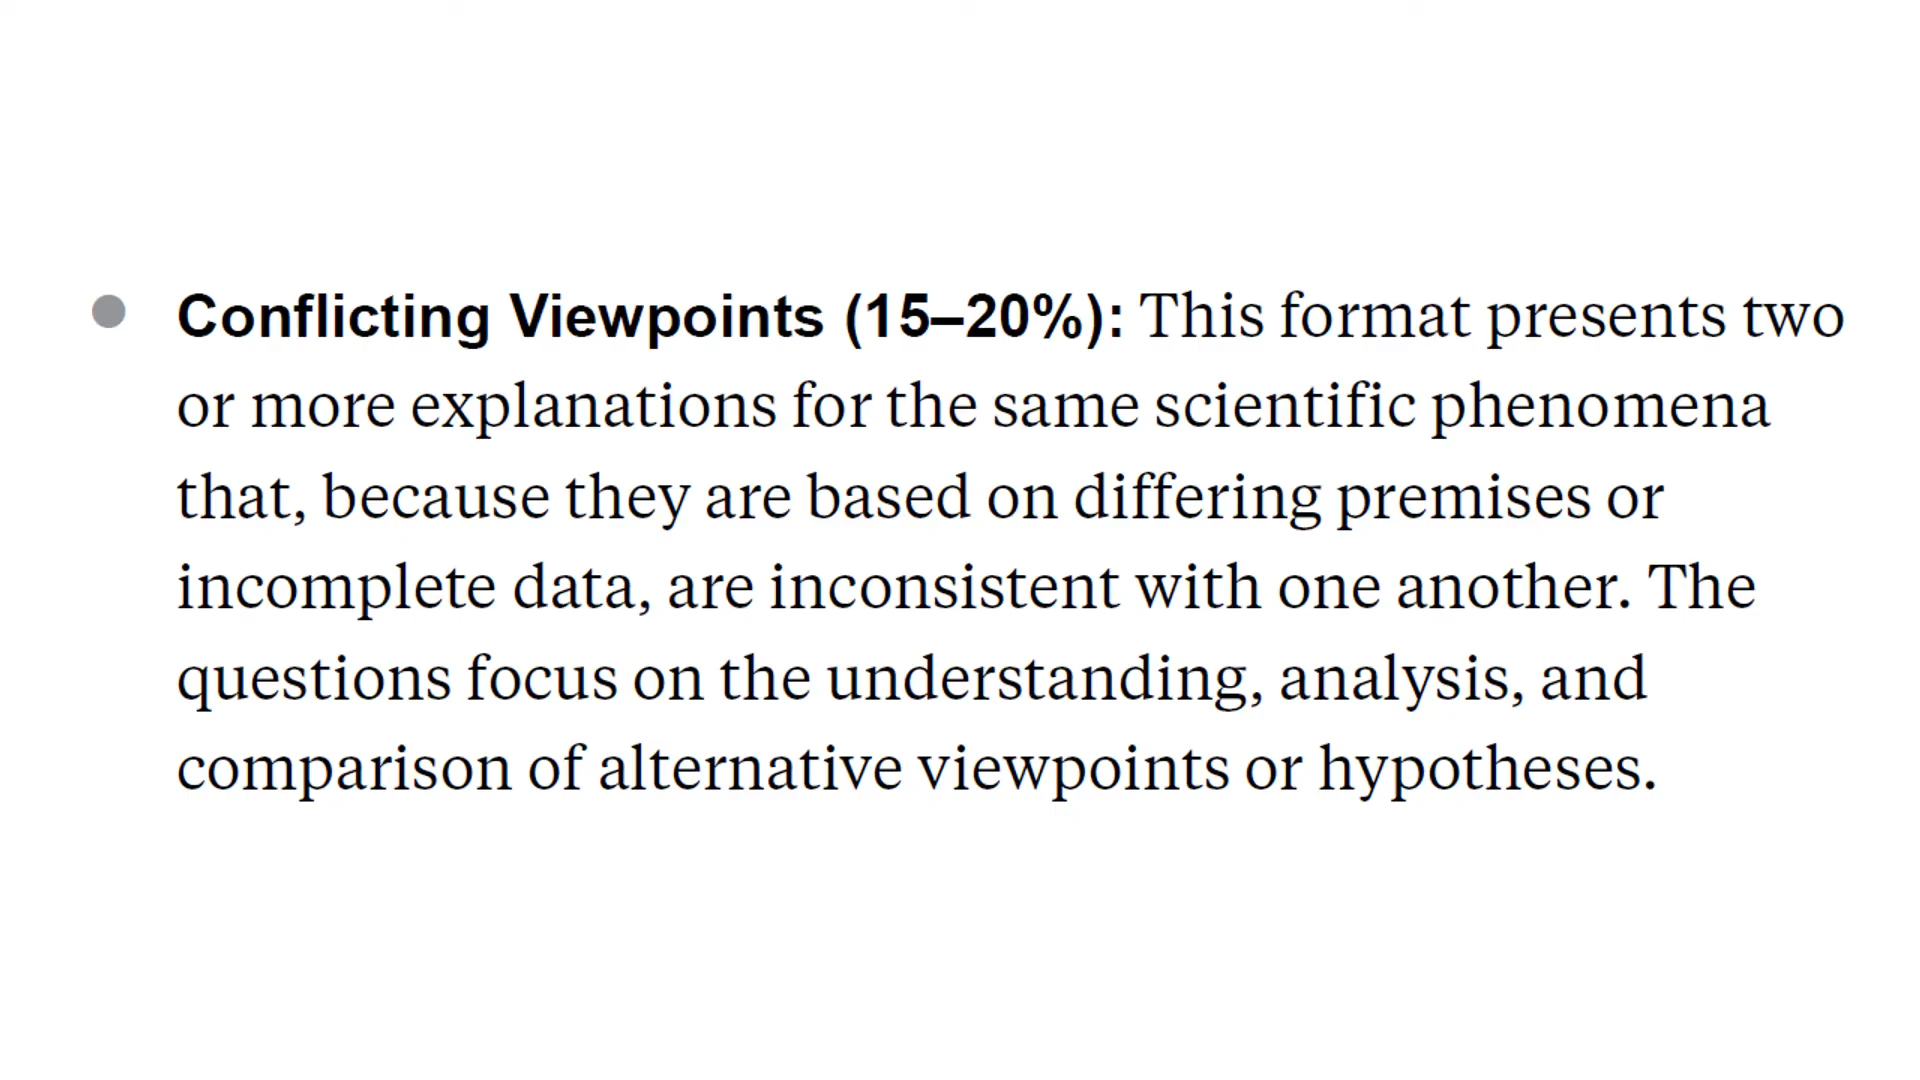 Conflicting Viewpoints (15–20%): This format presents two
or more explanations for the same scientific phenomena
that, because they are based on differing premises or
incomplete data, are inconsistent with one another. The
questions focus on the understanding, analysis, and
comparison of alternative viewpoints or hypotheses.